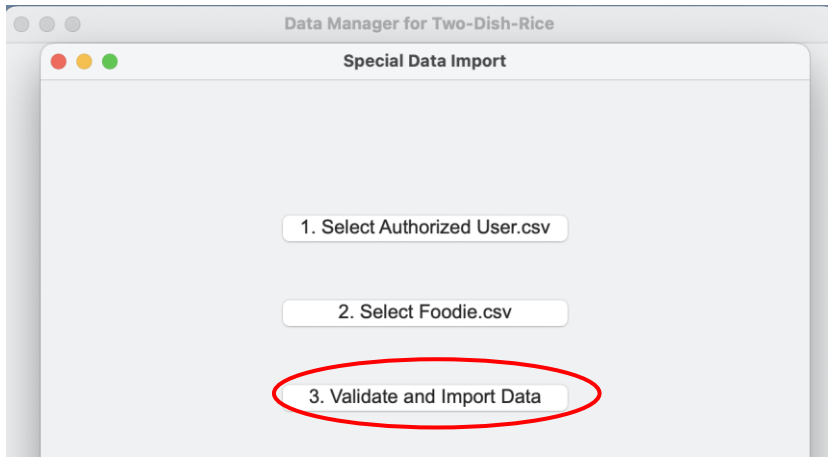 Data Manager for Two-Dish-Rice
Special Data Import
1. Select Authorized User.csv
2. Select Foodie.csv
3. Validate and Import Data